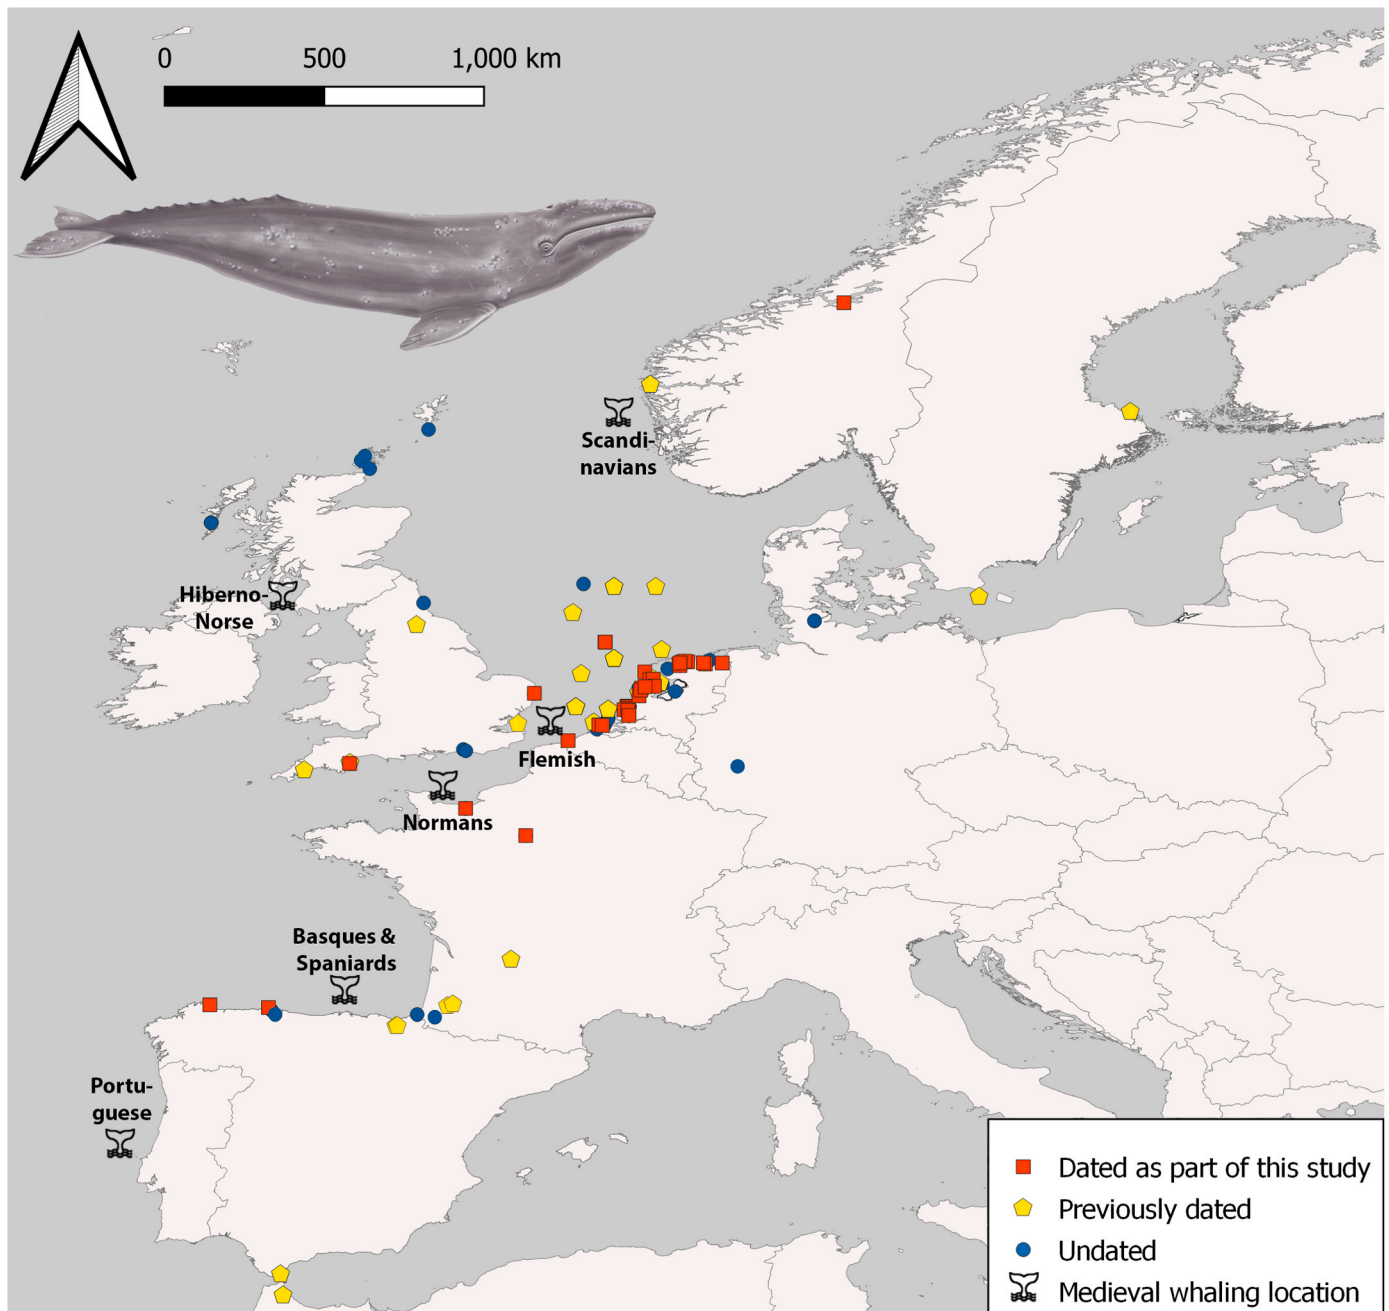 0 500 1,000 km
Scandi-
navians
Hiberno-
Norse
Flemish
Normans
Basques &
Spaniards
Portu-
guese
Dated as part of this study
Previously dated
Undated
Medieval whaling location